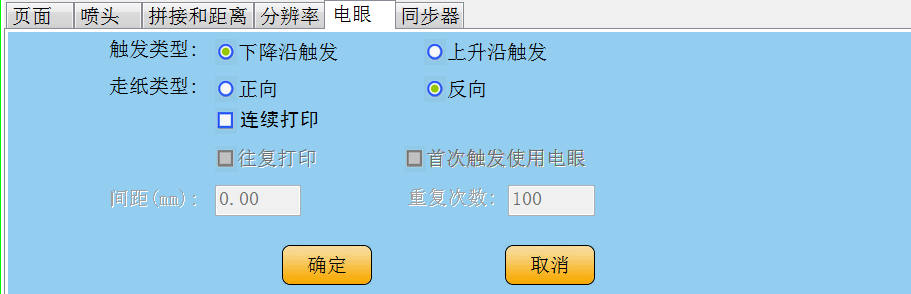 页面 喷头 拼接和距离 分辨率 电眼 同步器
触发类型: 下降沿触发 上升沿触发
走纸类型: 正向 反向
连续打印
往复打印 首次触发使用电眼
间距(mm): 0.00 重复次数: 100
确定 取消